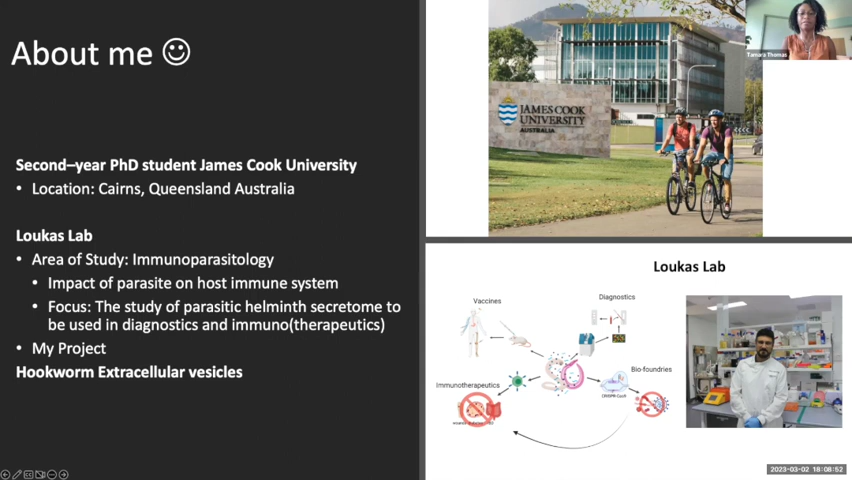 About me ☺
Second–year PhD student James Cook University
• Location: Cairns, Queensland Australia
Loukas Lab
• Area of Study: Immunoparasitology
• Impact of parasite on host immune system
• Focus: The study of parasitic helminth secretome to
be used in diagnostics and immuno(therapeutics)
• My Project
Hookworm Extracellular vesicles
JAMES COOK
UNIVERSITY
AUSTRALIA
Tamara Thomas
Loukas Lab
Vaccines
Diagnostics
Bio-foundries
Immunotherapeutics
CRISPR-Cas9
2023-03-02 18:08:52